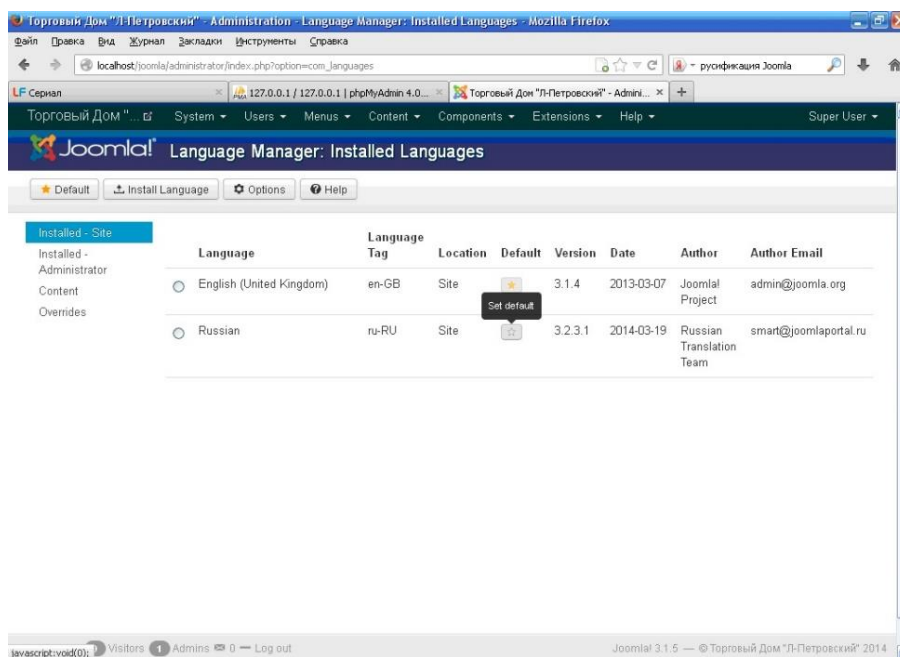 Торговый Дом "Л-Петровский" - Administration - Language Manager: Installed Languages - Mozilla Firefox
Файл Правка Вид Журнал Закладки Инструменты Справка
localhost/joomla/administrator/index.php?option=com_languages русификация Joomla
LF Сериал 127.0.0.1 / 127.0.0.1 | phpMyAdmin 4.0... Торговый Дом "Л-Петровский" - Admini...
Торговый Дом "... System Users Menus Content Components Extensions Help Super User
Joomla! Language Manager: Installed Languages
Default Install Language Options Help
Installed - Site
Installed - Administrator
Content
Overrides
Language Language Tag Location Default Version Date Author Author Email
English (United Kingdom) en-GB Site 3.1.4 2013-03-07 Joomla! Project admin@joomla.org
Set default
Russian ru-RU Site 3.2.3.1 2014-03-19 Russian Translation Team smart@joomlaportal.ru
javascript:void(0); Visitors 1 Admins 0 — Log out Joomla! 3.1.5 — © Торговый Дом "Л-Петровский" 2014